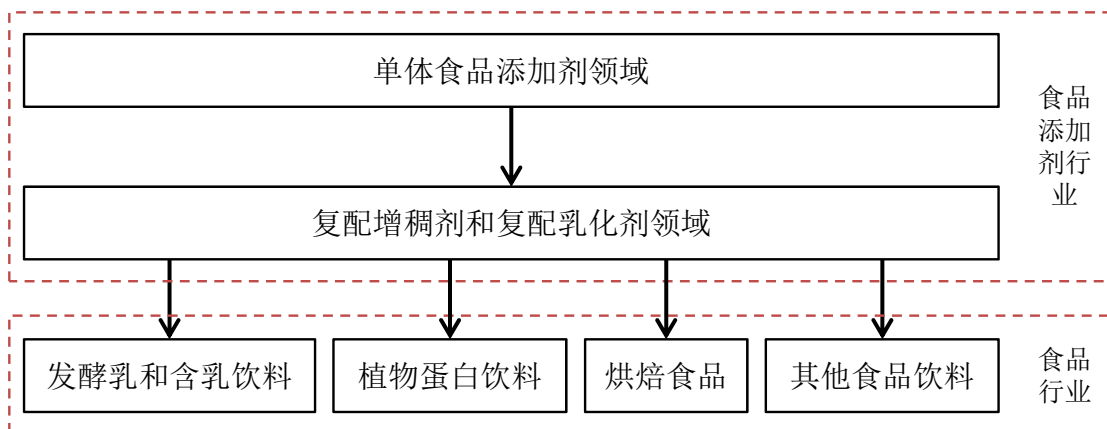 单体食品添加剂领域
食品
添加
剂行
业
复配增稠剂和复配乳化剂领域
发酵乳和含乳饮料
植物蛋白饮料
烘焙食品
其他食品饮料
食品
行业